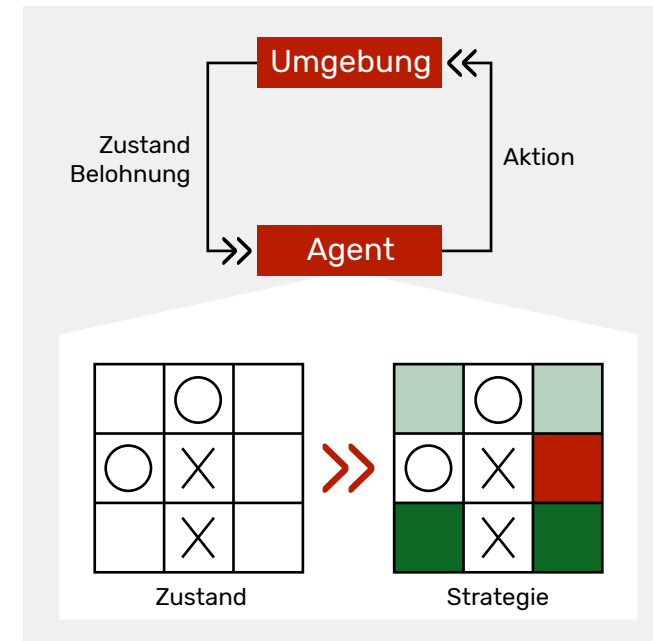 Umgebung
Zustand
Belohnung
Aktion
Agent
Zustand
Strategie